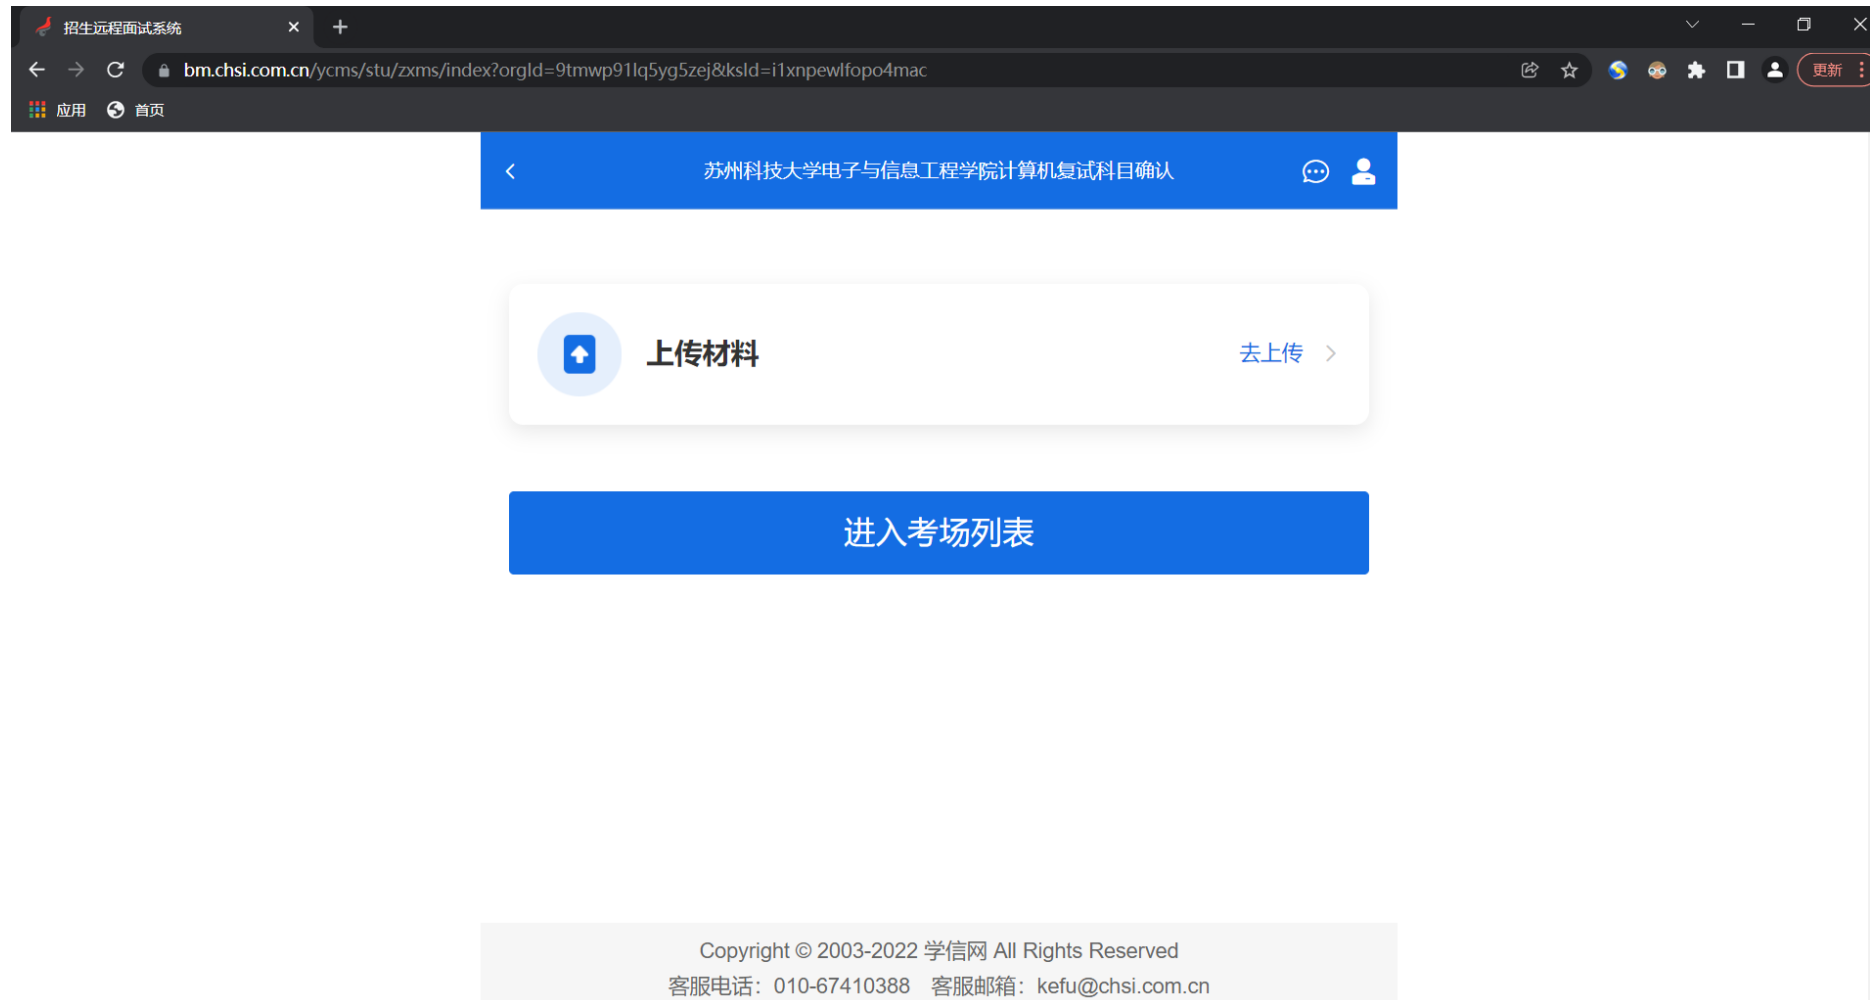 招生远程面试系统
bm.chsi.com.cn/ycms/stu/zxms/index?orgId=9tmwp91lq5yg5zej&ksId=i1xnpewlfopo4mac
更新
应用 首页
苏州科技大学电子与信息工程学院计算机复试科目确认
上传材料 去上传
进入考场列表
Copyright © 2003-2022 学信网 All Rights Reserved
客服电话：010-67410388 客服邮箱：kefu@chsi.com.cn